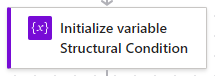 {x} Initialize variable
Structural Condition